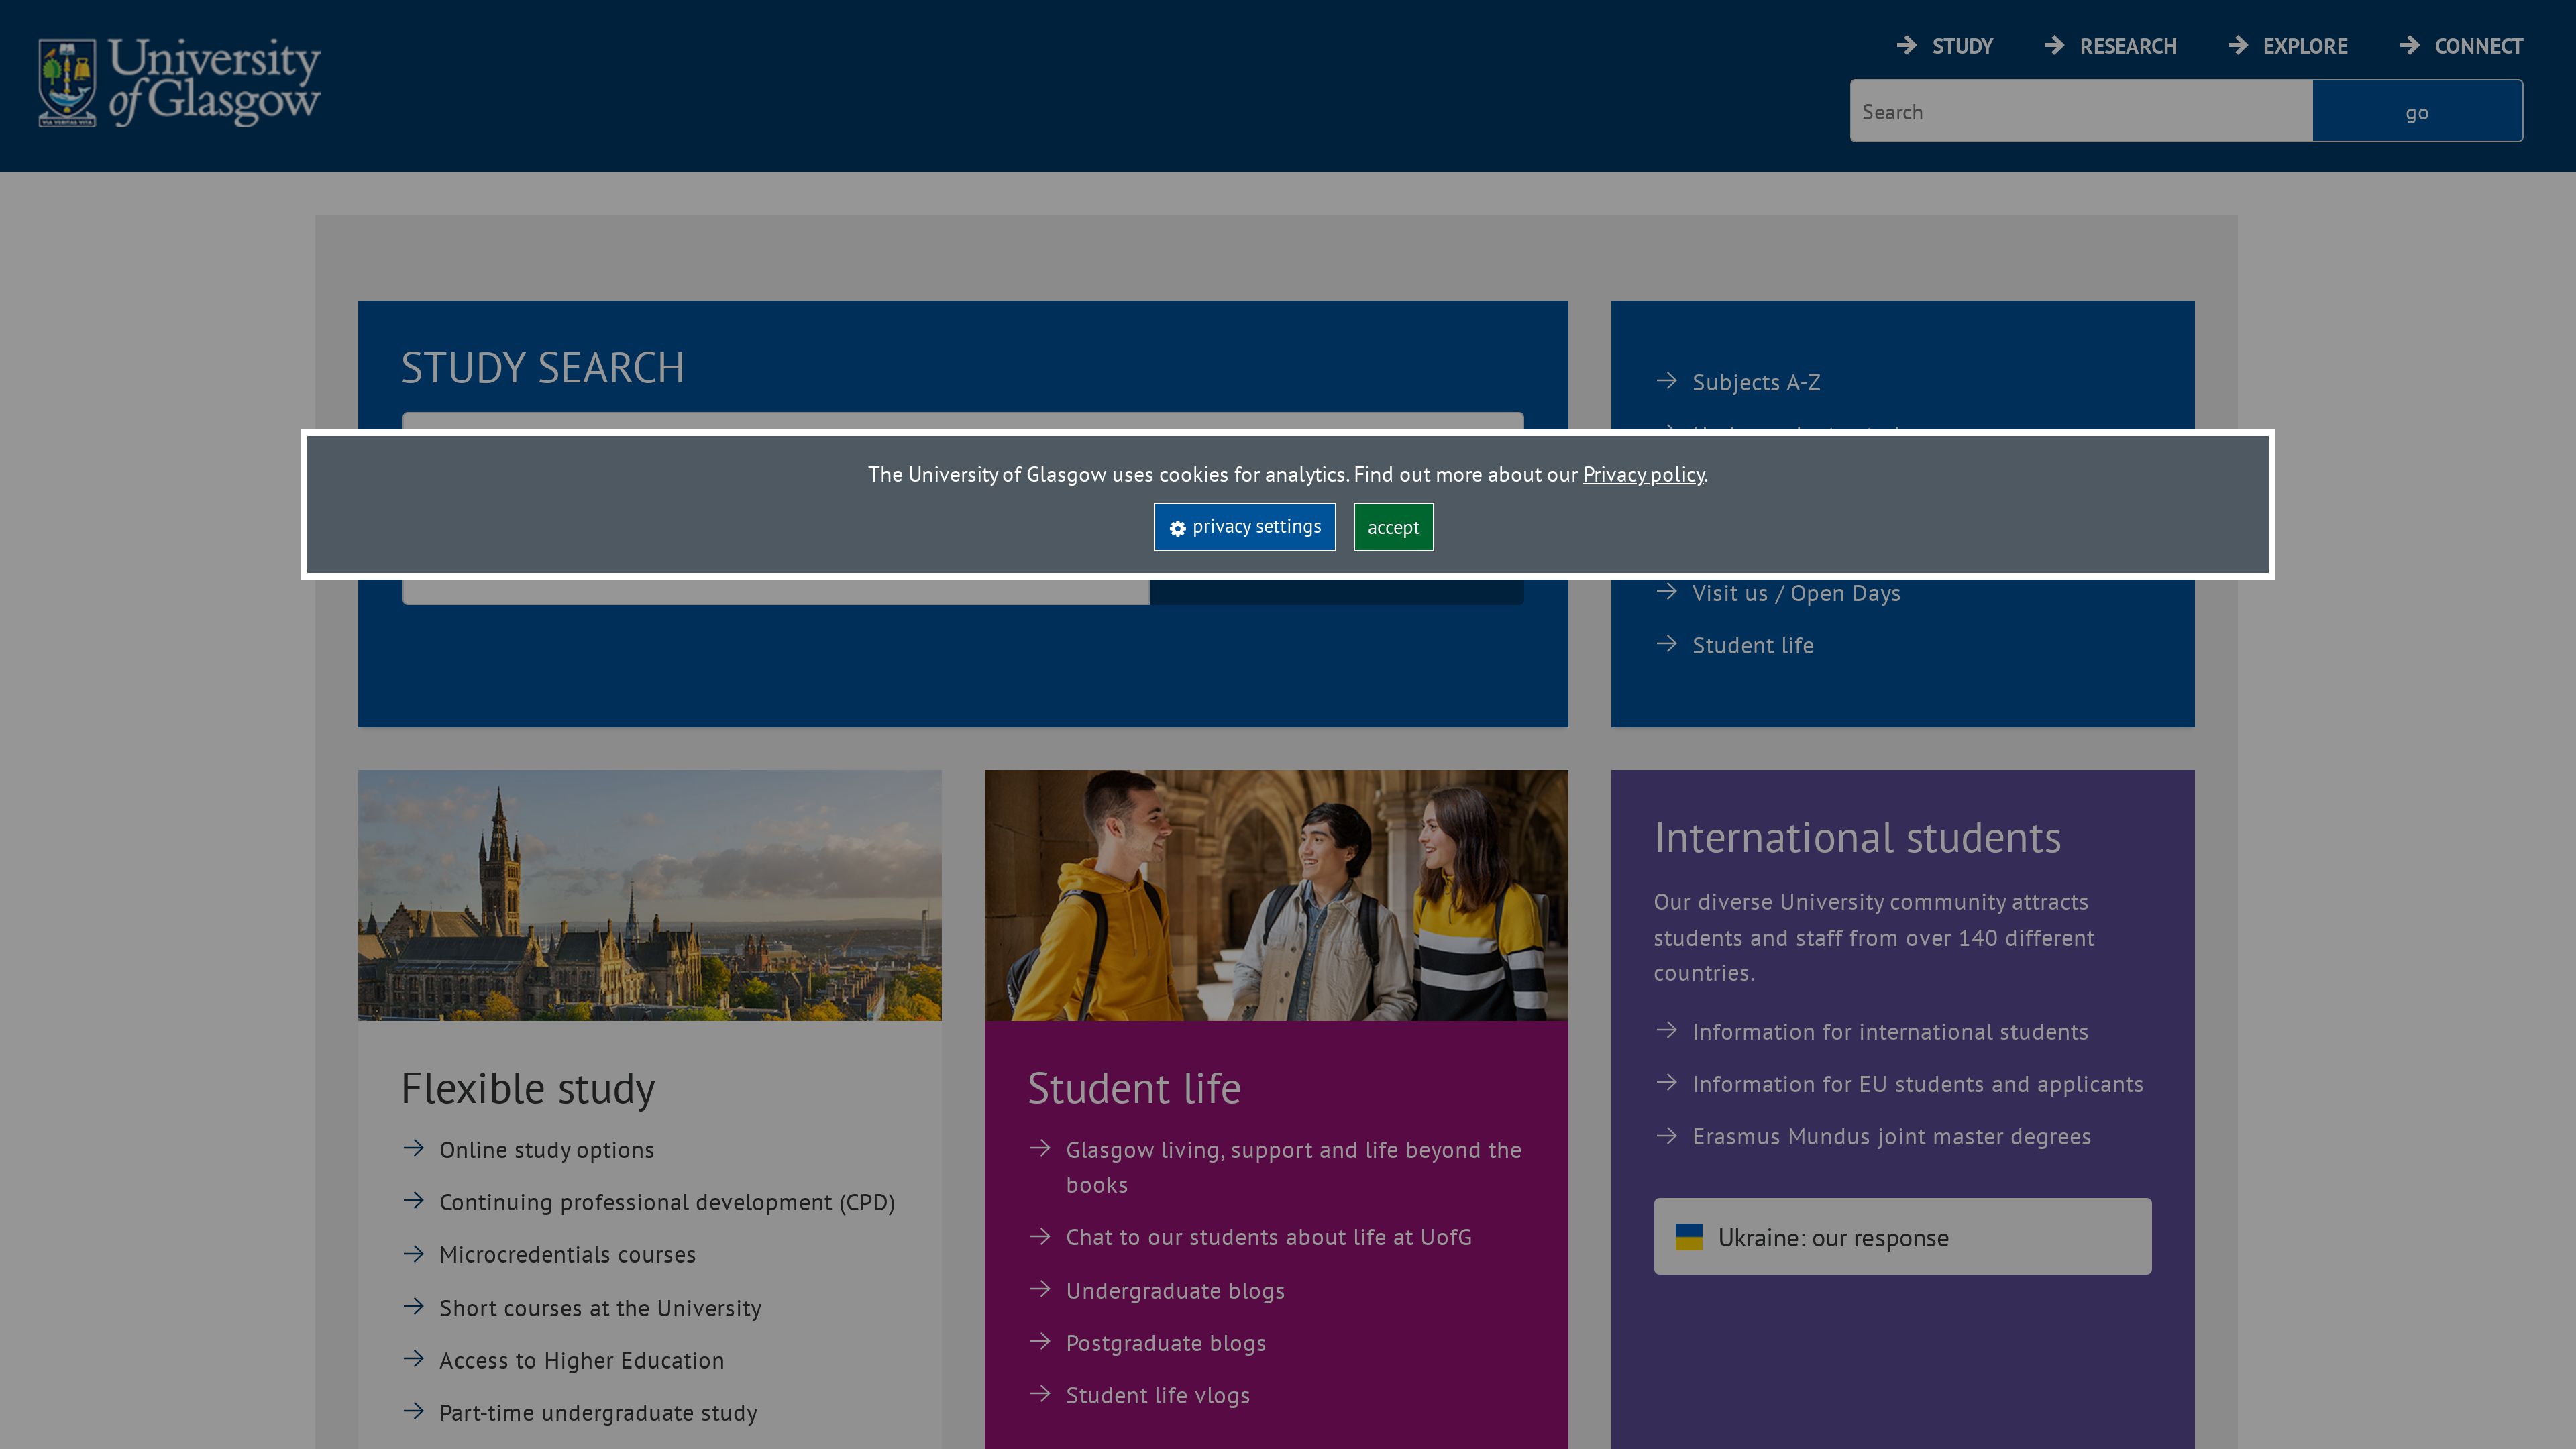 University
of Glasgow
VIA VERITAS VITA
STUDY
RESEARCH
EXPLORE
CONNECT
Search
go
STUDY SEARCH
Subjects A-Z
The University of Glasgow uses cookies for analytics. Find out more about our Privacy policy.
privacy settings
accept
Visit us / Open Days
Student life
Flexible study
Online study options
Continuing professional development (CPD)
Microcredentials courses
Short courses at the University
Access to Higher Education
Part-time undergraduate study
Student life
Glasgow living, support and life beyond the
books
Chat to our students about life at UofG
Undergraduate blogs
Postgraduate blogs
Student life vlogs
International students
Our diverse University community attracts
students and staff from over 140 different
countries.
Information for international students
Information for EU students and applicants
Erasmus Mundus joint master degrees
Ukraine: our response